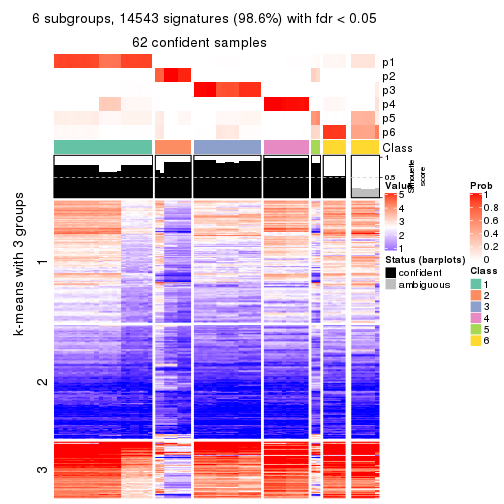 6 subgroups, 14543 signatures (98.6%) with fdr < 0.05
62 confident samples
p1
p2
p3
p4
p5
p6
Class
1
0.5
Silhouette
score
k-means with 3 groups
1
2
3
Value
5
4
3
2
1
Status (barplots)
confident
ambiguous
Prob
1
0.8
0.6
0.4
0.2
0
Class
1
2
3
4
5
6